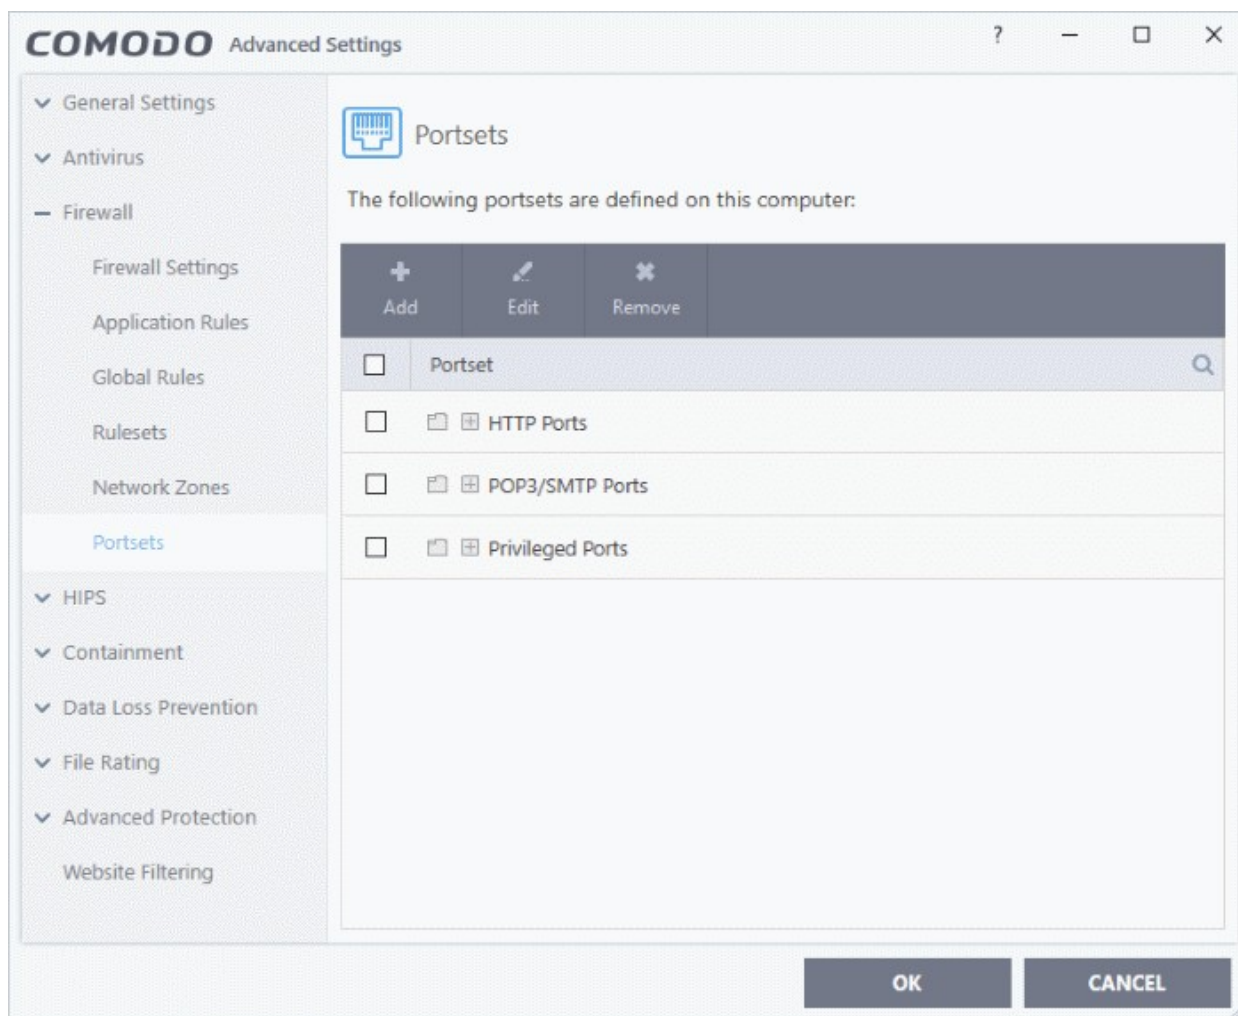 COMODO Advanced Settings
?
General Settings
Antivirus
Firewall
Firewall Settings
Application Rules
Global Rules
Rulesets
Network Zones
Portsets
HIPS
Containment
Data Loss Prevention
File Rating
Advanced Protection
Website Filtering
Portsets
The following portsets are defined on this computer:
Add Edit Remove
Portset
HTTP Ports
POP3/SMTP Ports
Privileged Ports
OK CANCEL